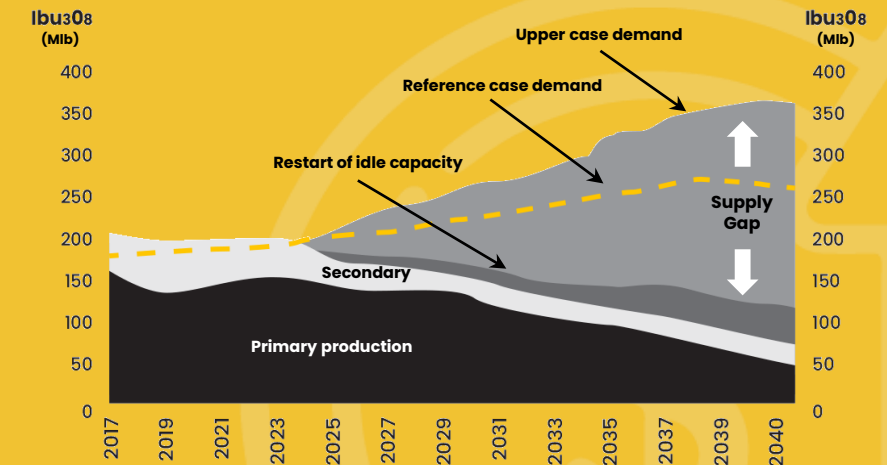 lbu3O8
(Mlb)
lbu3O8
(Mlb)
Upper case demand
Reference case demand
Restart of idle capacity
Supply
Gap
Secondary
Primary production
400
350
300
250
200
150
100
50
0
400
350
300
250
200
150
100
50
0
2017
2019
2021
2023
2025
2027
2029
2031
2033
2035
2037
2039
2040